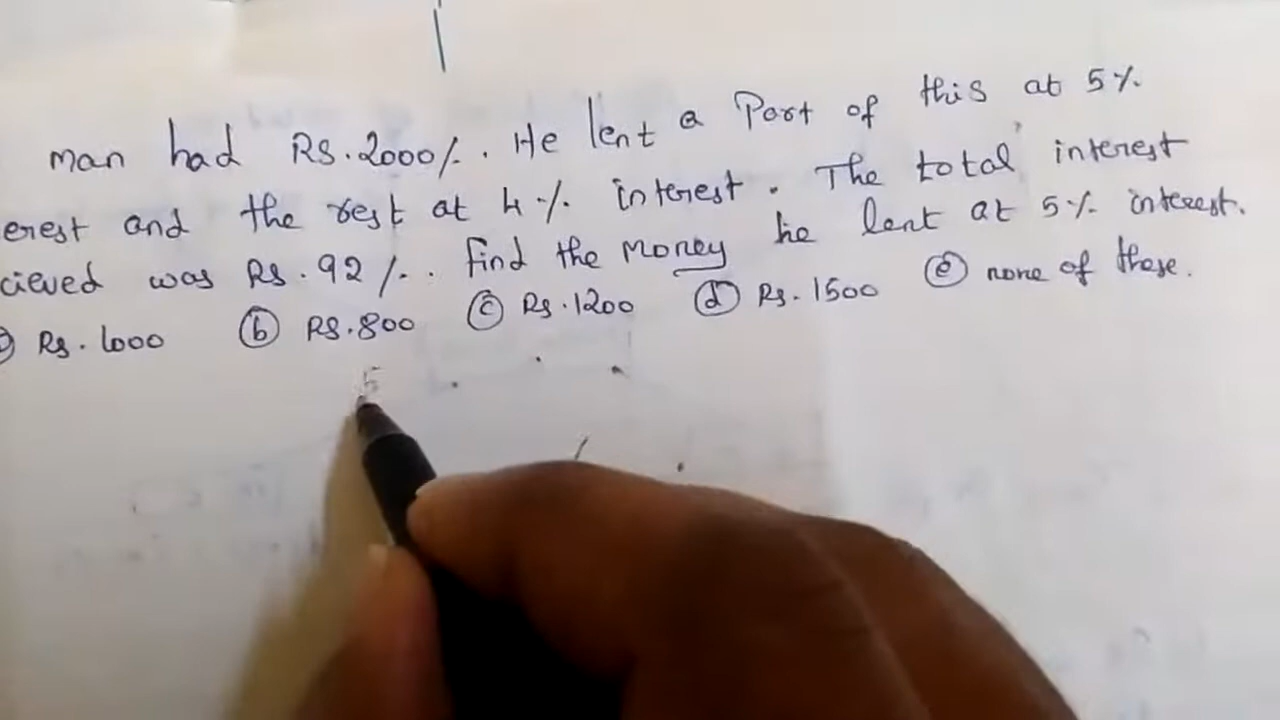 man had RS.2000/-. He lent a Part of this at 5%
erest and the rest at 4% interest. The total interest
cieved was Rs.92/-. find the money he lent at 5% interest.
Rs.1000 (b) RS.800 (c) Rs.1200 (d) Rs.1500 (e) none of these.
5